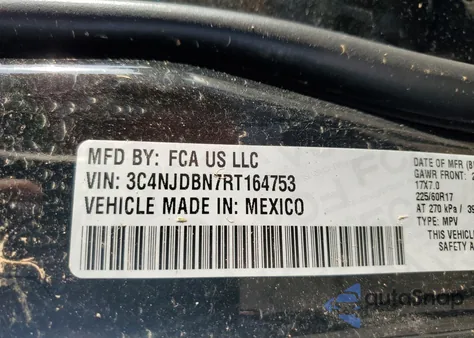 MFD BY: FCA US LLC
VIN: 3C4NJDBN7RT164753
VEHICLE MADE IN: MEXICO
DATE OF MFR
GAWR FRONT:
17X7.0
225/60R17
AT 270 kPa /
TYPE: MPV
THIS VEHICLE
SAFETY
autoSnap